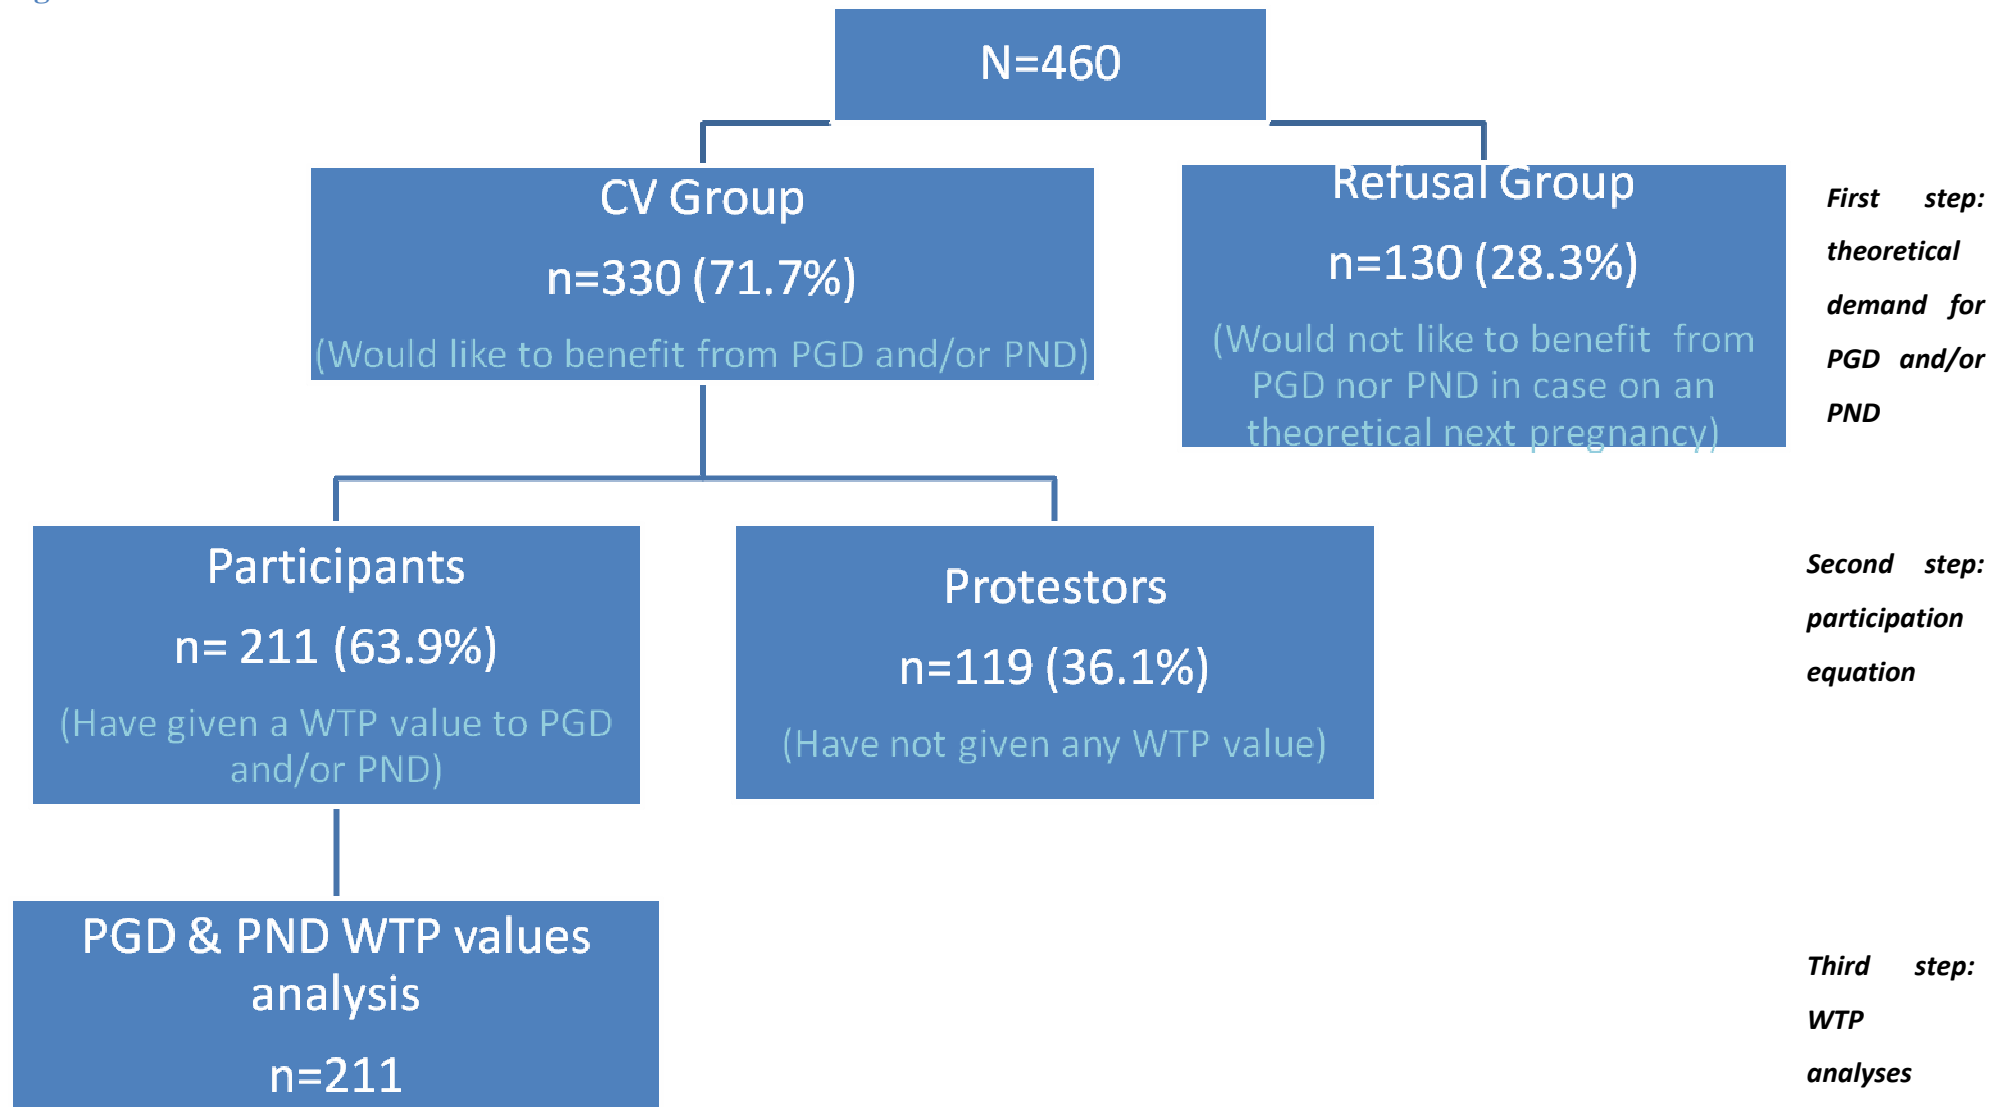 N=460
CV Group
n=330 (71.7%)
(Would like to benefit from PGD and/or PND)
Refusal Group
n=130 (28.3%)
(Would not like to benefit from
PGD nor PND in case on an
theoretical next pregnancy)
First step:
theoretical
demand for
PGD and/or
PND
Participants
n= 211 (63.9%)
(Have given a WTP value to PGD
and/or PND)
Protestors
n=119 (36.1%)
(Have not given any WTP value)
Second step:
participation
equation
PGD & PND WTP values
analysis
n=211
Third step:
WTP
analyses